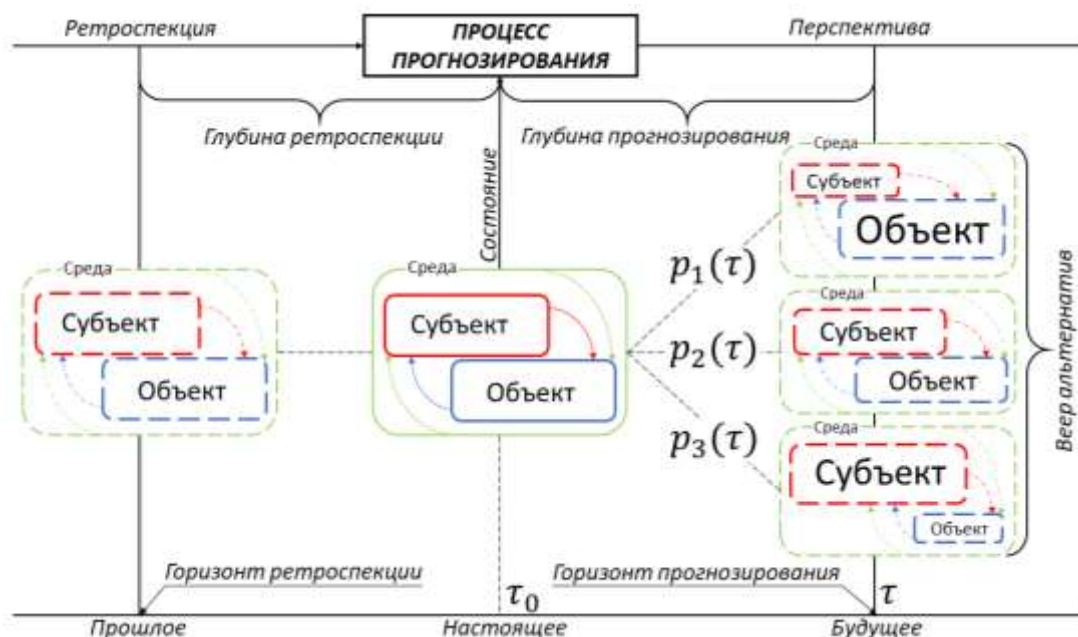 Ретроспекция
ПРОЦЕСС
ПРОГНОЗИРОВАНИЯ
Перспектива
Глубина ретроспекции
Глубина прогнозирования
Состояние
Среда
Субъект
Объект
Среда
Субъект
Объект
p₁(τ)
p₂(τ)
p₃(τ)
Среда
Субъект
Объект
Среда
Субъект
Объект
Среда
Субъект
Объект
Веер альтернатив
Горизонт ретроспекции
τ₀
Горизонт прогнозирования
τ
Прошлое
Настоящее
Будущее